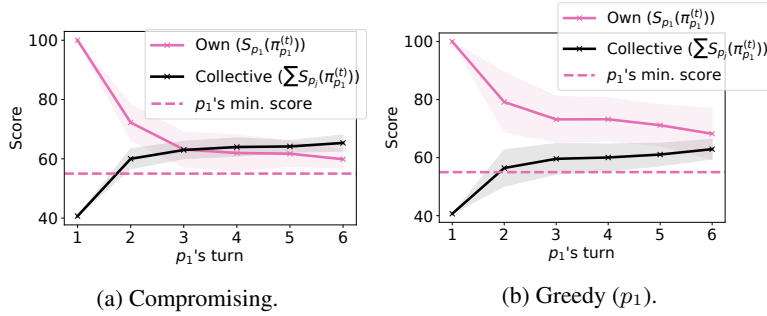 Own (S_{p_1}(π_{p_1}^{(t)}))
Collective (∑S_{p_j}(π_{p_1}^{(t)}))
p_1's min. score
Score
100
80
60
40
1 2 3 4 5 6
p_1's turn
(a) Compromising.
Own (S_{p_1}(π_{p_1}^{(t)}))
Collective (∑S_{p_j}(π_{p_1}^{(t)}))
p_1's min. score
Score
100
80
60
40
1 2 3 4 5 6
p_1's turn
(b) Greedy (p_1).